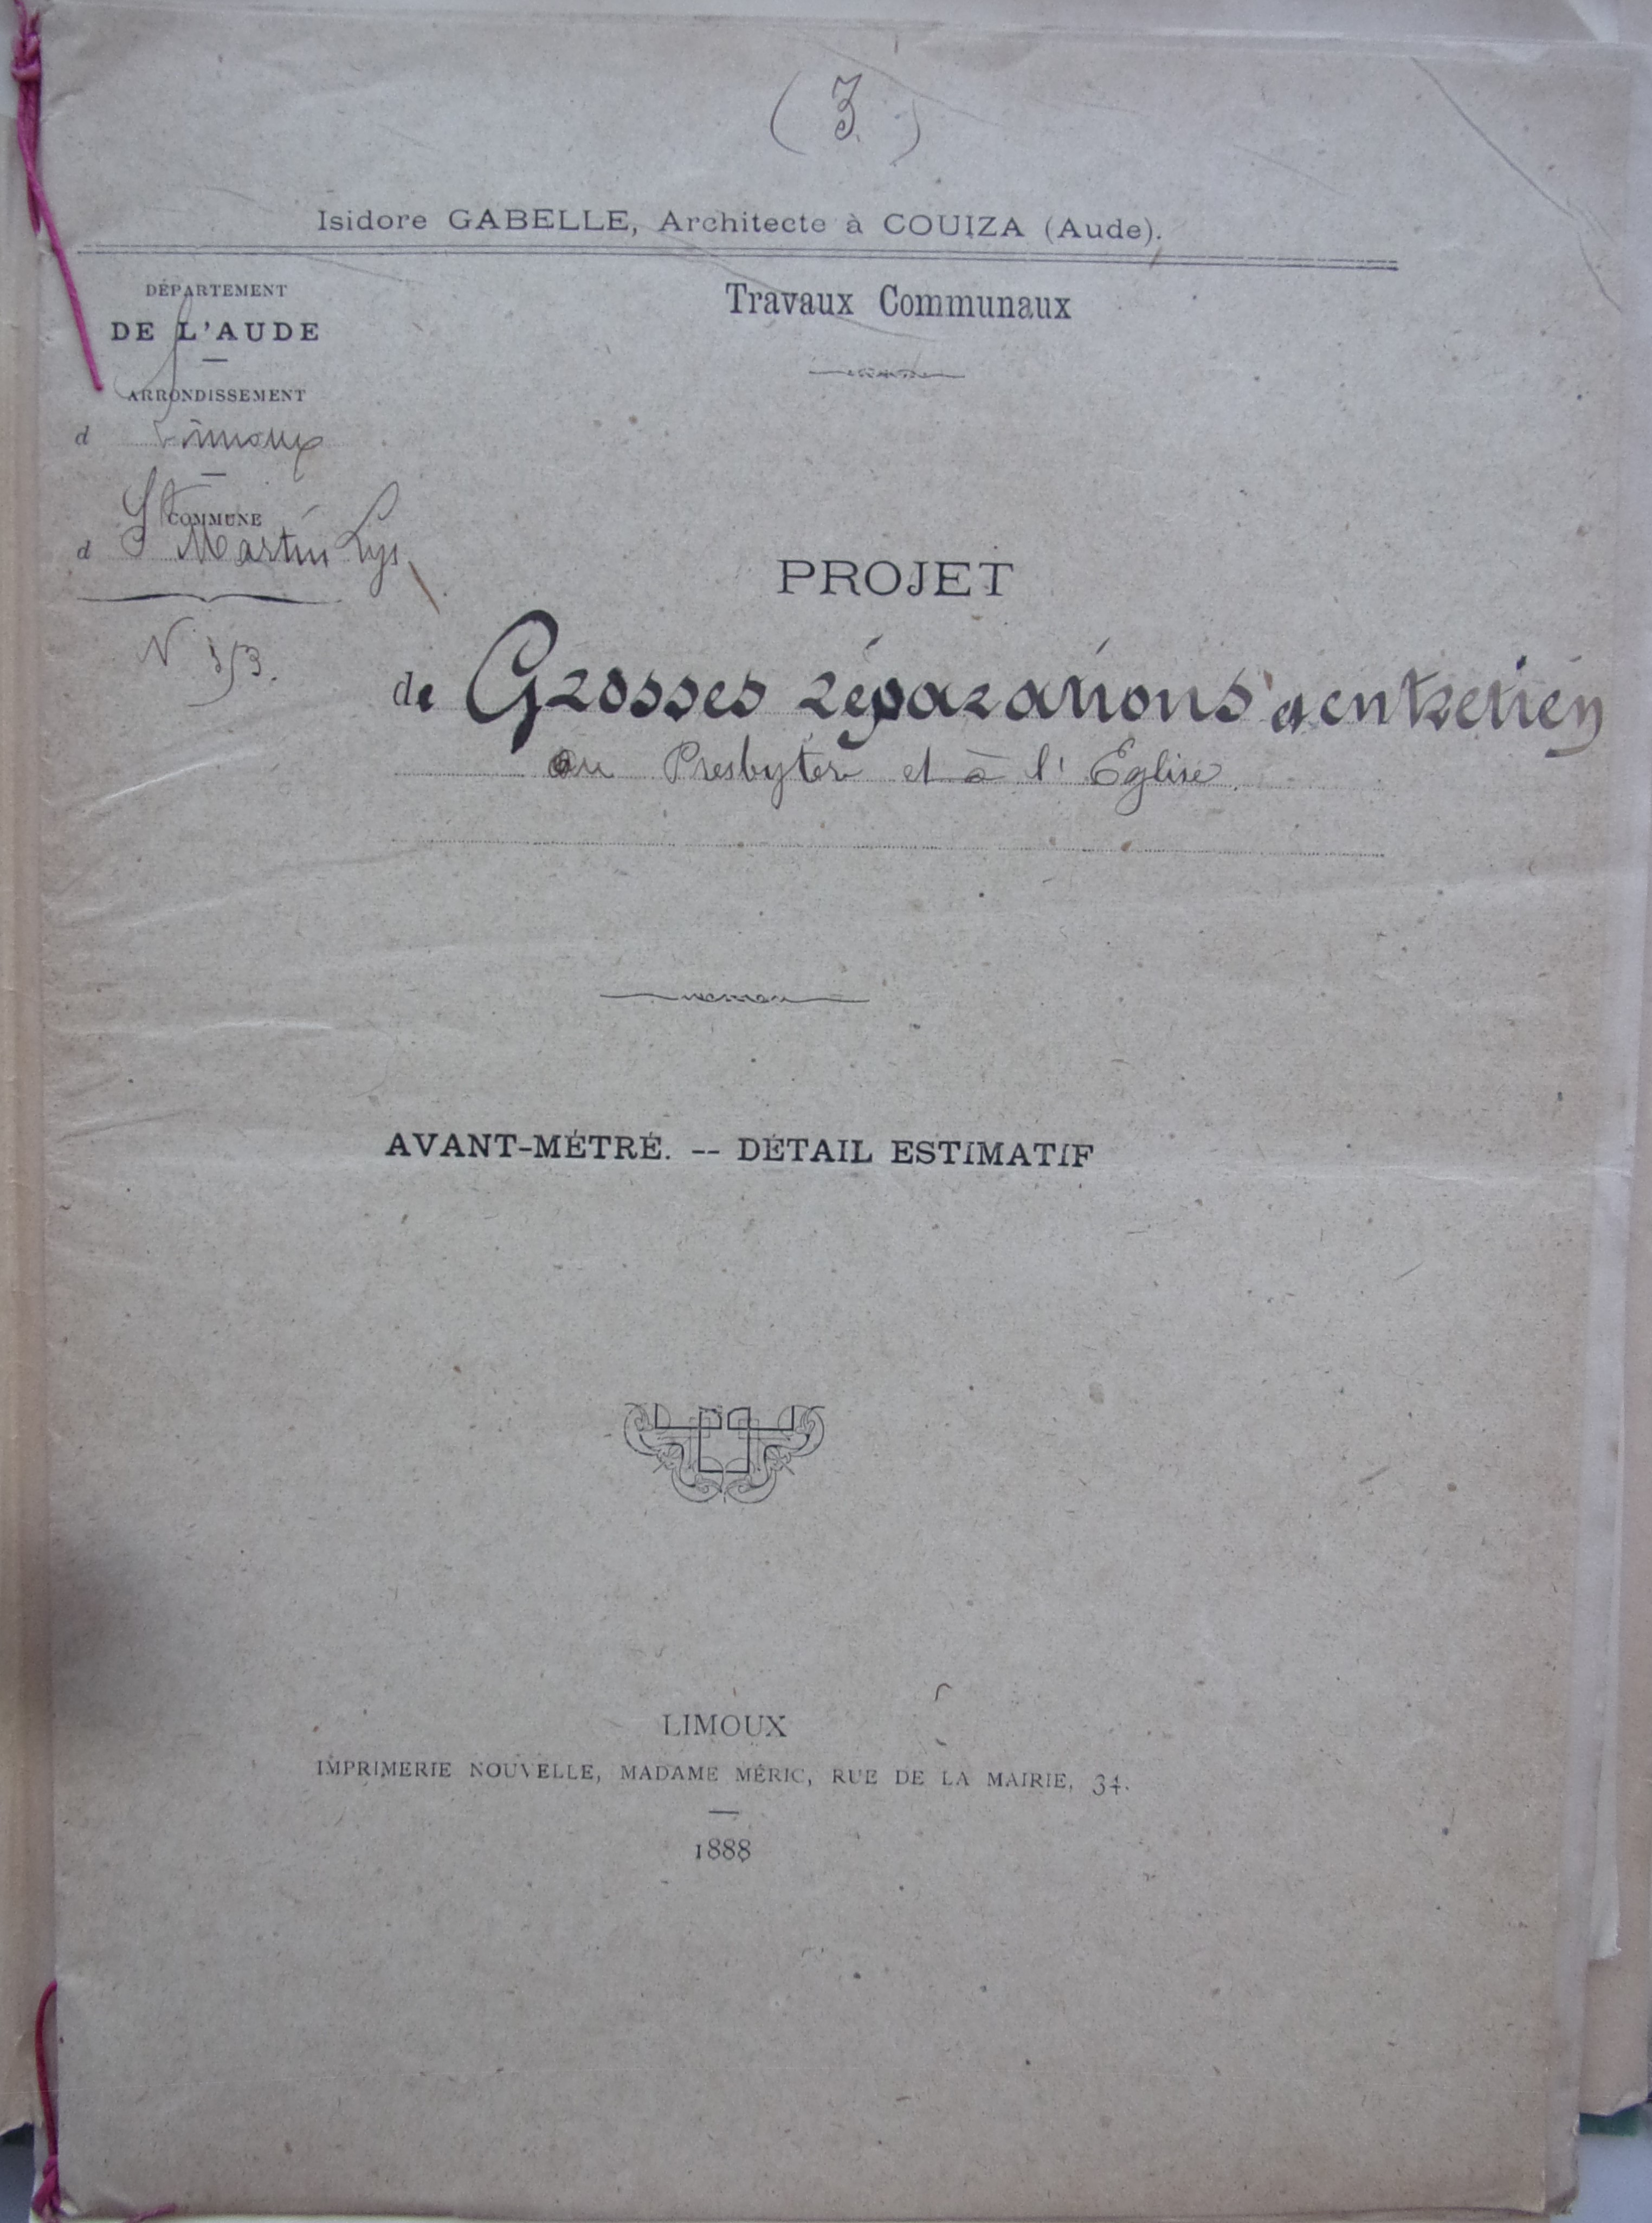 ( 3 )
Isidore GABELLE, Architecte à COUIZA (Aude).
DÉPARTEMENT
DE L'AUDE
ARRONDISSEMENT
d Limoux
COMMUNE
d St Martin Lys
N
Travaux Communaux
PROJET
de Grosses réparations et entretien
au Presbytère et à l'Eglise
AVANT-MÉTRÉ. -- DÉTAIL ESTIMATIF
LIMOUX
IMPRIMERIE NOUVELLE, MADAME MÉRIC, RUE DE LA MAIRIE, 34.
1888